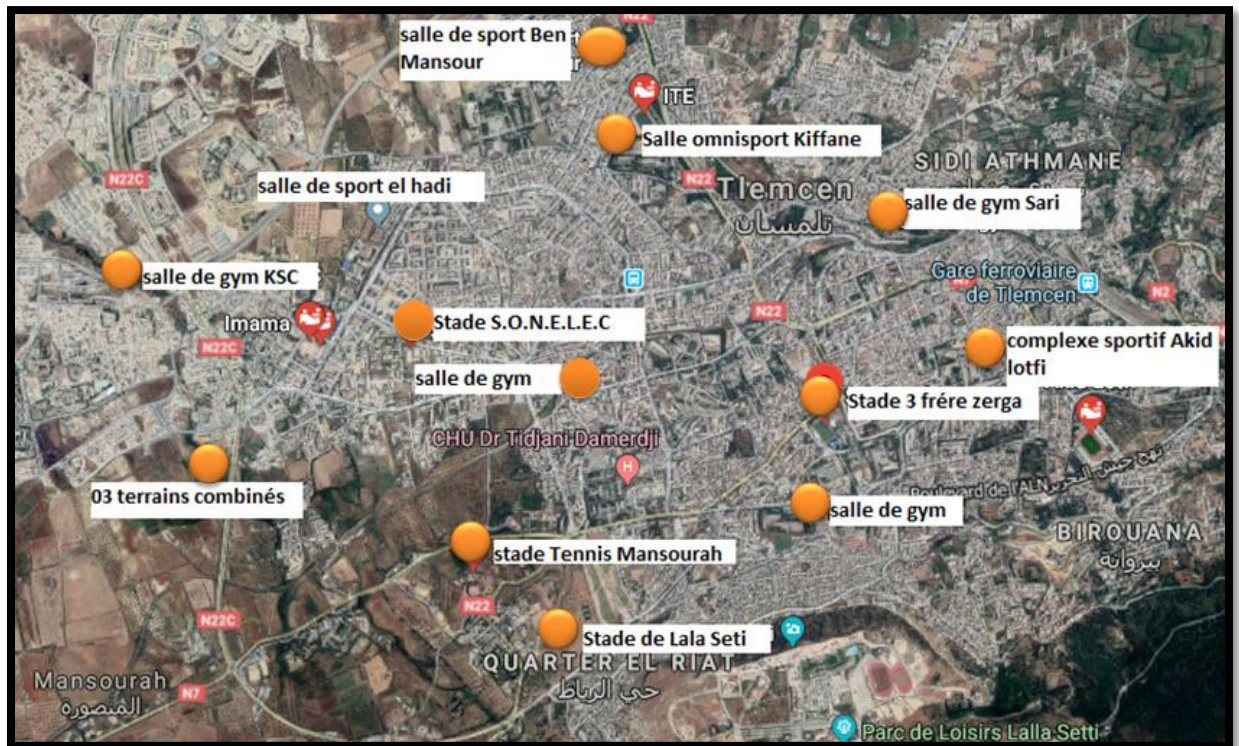 N22
salle de sport Ben
Mansour
ITE
Salle omnisport Kiffane
SIDI ATHMANE
N22C
salle de sport el hadi
N22
Tlemcen
تلمسان
salle de gym Sari
salle de gym KSC
Gare ferroviaire
de Tlemcen
N2
Imama
Stade S.O.N.E.L.E.C
N22
N22C
complexe sportif Akid
lotfi
salle de gym
Stade 3 frére zerga
CHU Dr Tidjani Damerdji
H
03 terrains combinés
Boulevard de l'ALN نهج جيش التحرير
salle de gym
BIROUANA
بيروانة
stade Tennis Mansourah
N22
N22C
Stade de Lala Seti
QUARTER EL RIAT
حي الرياط
Mansourah
المنصورة
N7
Parc de Loisirs Lalla Setti